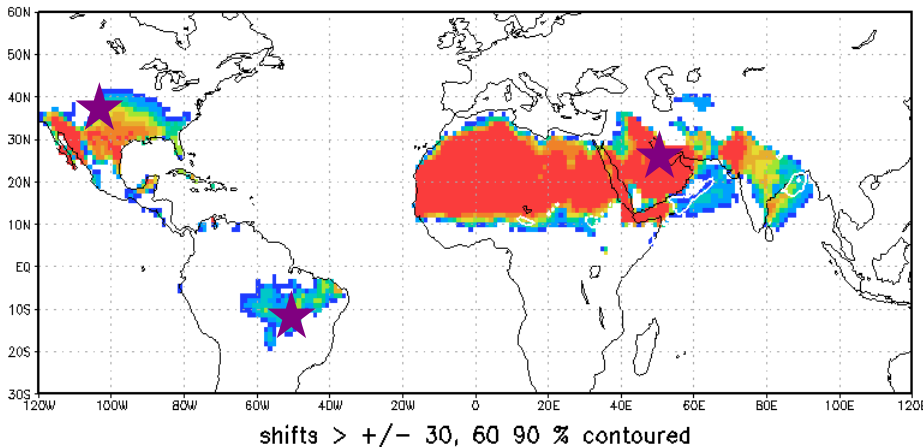 60N
50N
40N
30N
20N
10N
EQ
10S
20S
30S
120W 100W 80W 60W 40W 20W 0 20E 40E 60E 80E 100E 120E
shifts > +/- 30, 60 90 % contoured